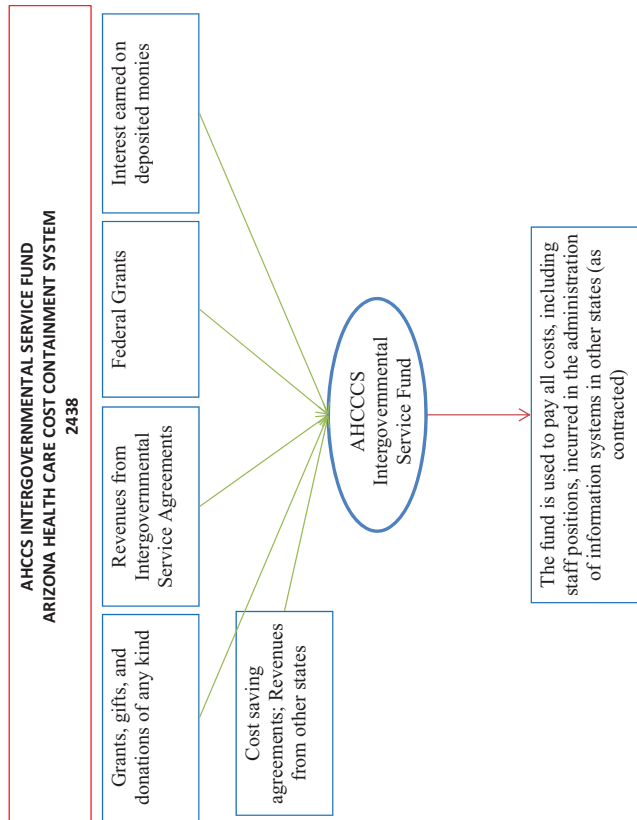 AHCCS INTERGOVERNMENTAL SERVICE FUND
ARIZONA HEALTH CARE COST CONTAINMENT SYSTEM
2438
Grants, gifts, and
donations of any kind
Revenues from
Intergovernmental
Service Agreements
Federal Grants
Interest earned on
deposited monies
Cost saving
agreements; Revenues
from other states
AHCCCS
Intergovernmental
Service Fund
The fund is used to pay all costs, including
staff positions, incurred in the administration
of information systems in other states (as
contracted)